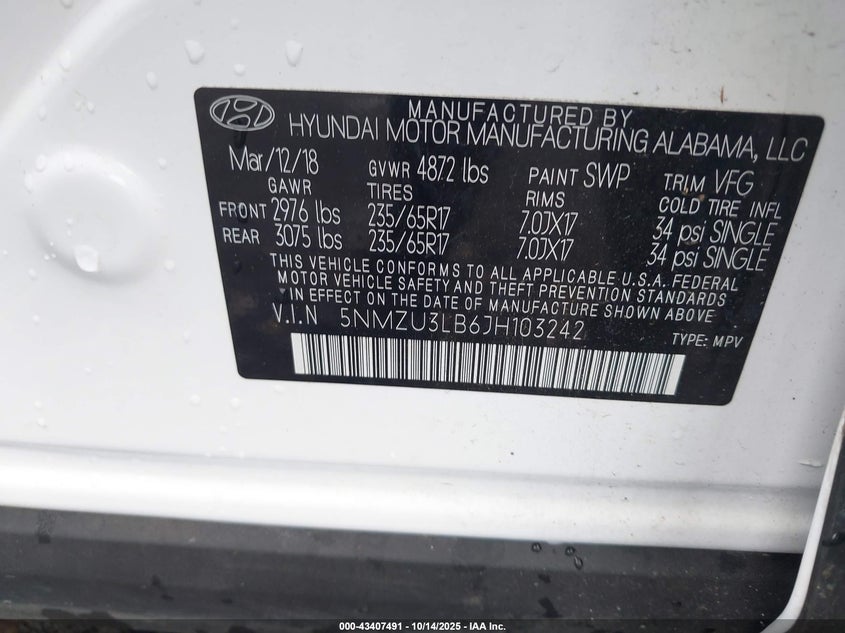 MANUFACTURED BY
HYUNDAI MOTOR MANUFACTURING ALABAMA, LLC
Mar/12/18 GVWR 4872 lbs PAINT SWP TRIM VFG
GAWR TIRES RIMS COLD TIRE INFL
FRONT 2976 lbs 235/65R17 7.0JX17 34 psi SINGLE
REAR 3075 lbs 235/65R17 7.0JX17 34 psi SINGLE
THIS VEHICLE CONFORMS TO ALL APPLICABLE U.S.A. FEDERAL
MOTOR VEHICLE SAFETY AND THEFT PREVENTION STANDARDS
IN EFFECT ON THE DATE OF MANUFACTURE SHOWN ABOVE
V.I.N 5NMZU3LB6JH103242 TYPE: MPV
000-43407491 - 10/14/2025 - IAA Inc.